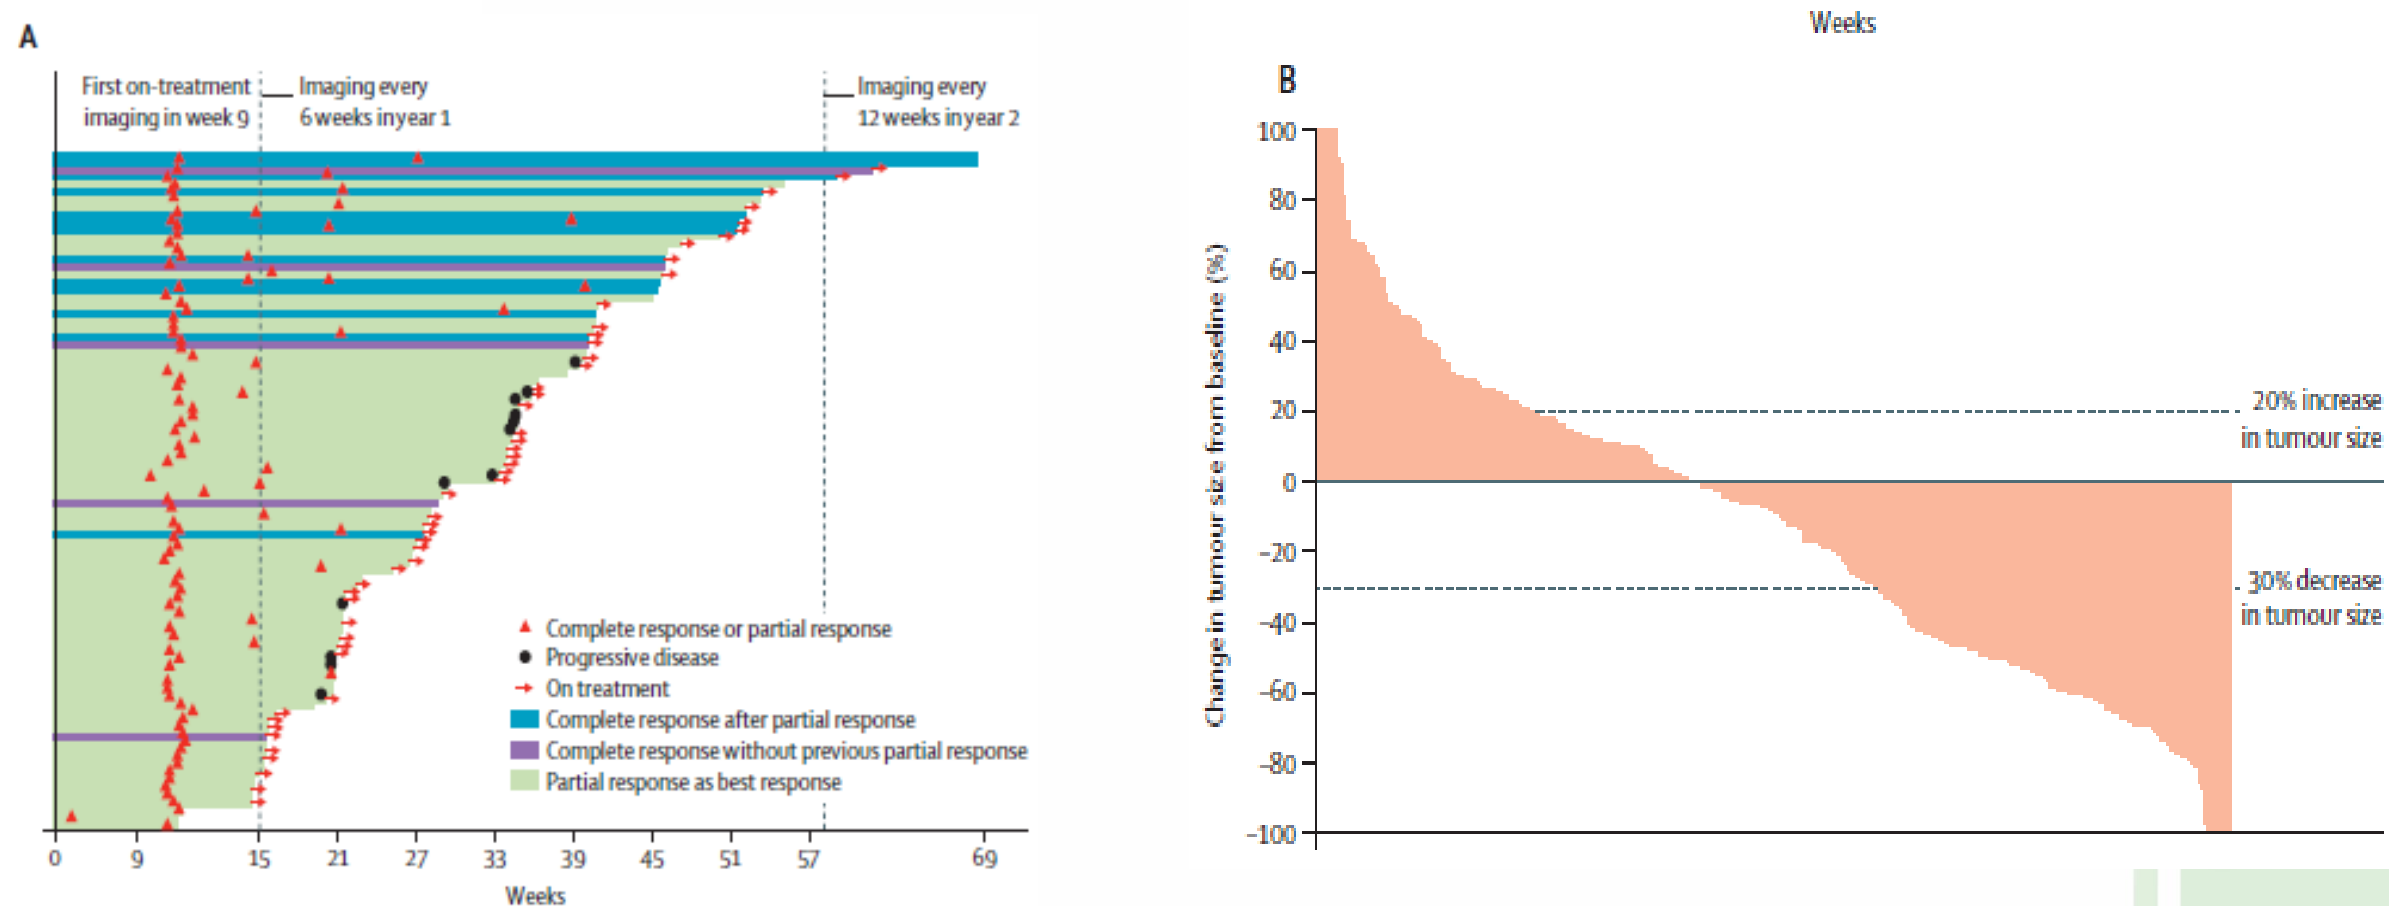 A
First on-treatment
imaging in week 9
Imaging every
6 weeks in year 1
Imaging every
12 weeks in year 2
Complete response or partial response
Progressive disease
On treatment
Complete response after partial response
Complete response without previous partial response
Partial response as best response
0 9 15 21 27 33 39 45 51 57 69
Weeks
Weeks
B
Change in tumour size from baseline (%)
100
80
60
40
20
0
–20
–40
–60
–80
–100
20% increase
in tumour size
30% decrease
in tumour size